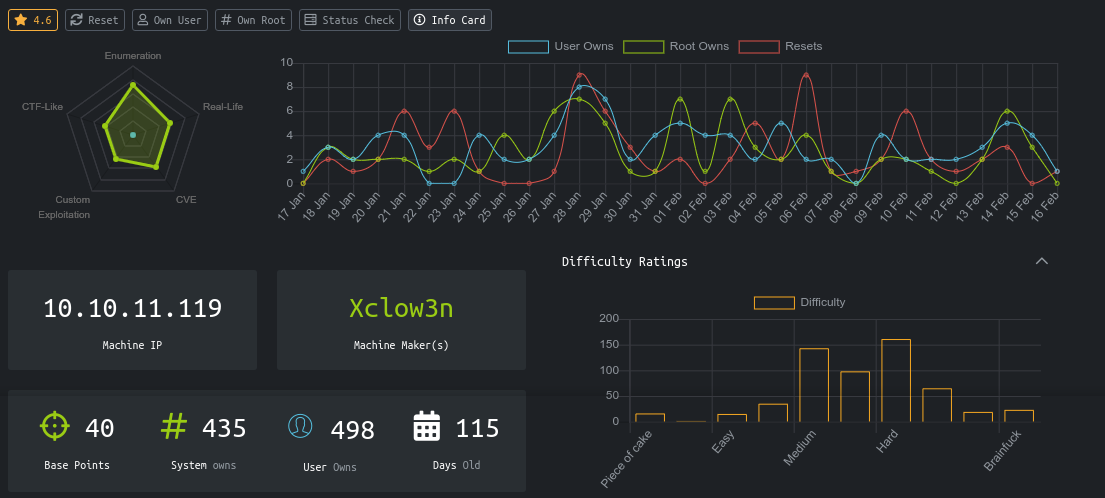 4.6 Reset Own User Own Root Status Check Info Card
User Owns Root Owns Resets
Enumeration
CTF-Like
Real-Life
Custom
Exploitation
CVE
10
8
6
4
2
0
17 Jan 18 Jan 19 Jan 20 Jan 21 Jan 22 Jan 23 Jan 24 Jan 25 Jan 26 Jan 27 Jan 28 Jan 29 Jan 30 Jan 31 Jan 01 Feb 02 Feb 03 Feb 04 Feb 05 Feb 06 Feb 07 Feb 08 Feb 09 Feb 10 Feb 11 Feb 12 Feb 13 Feb 14 Feb 15 Feb 16 Feb
10.10.11.119
Machine IP
Xclow3n
Machine Maker(s)
40
Base Points
# 435
System owns
498
User Owns
115
Days Old
Difficulty Ratings
Difficulty
200
150
100
50
0
Piece of cake Easy Medium Hard Brainfuck